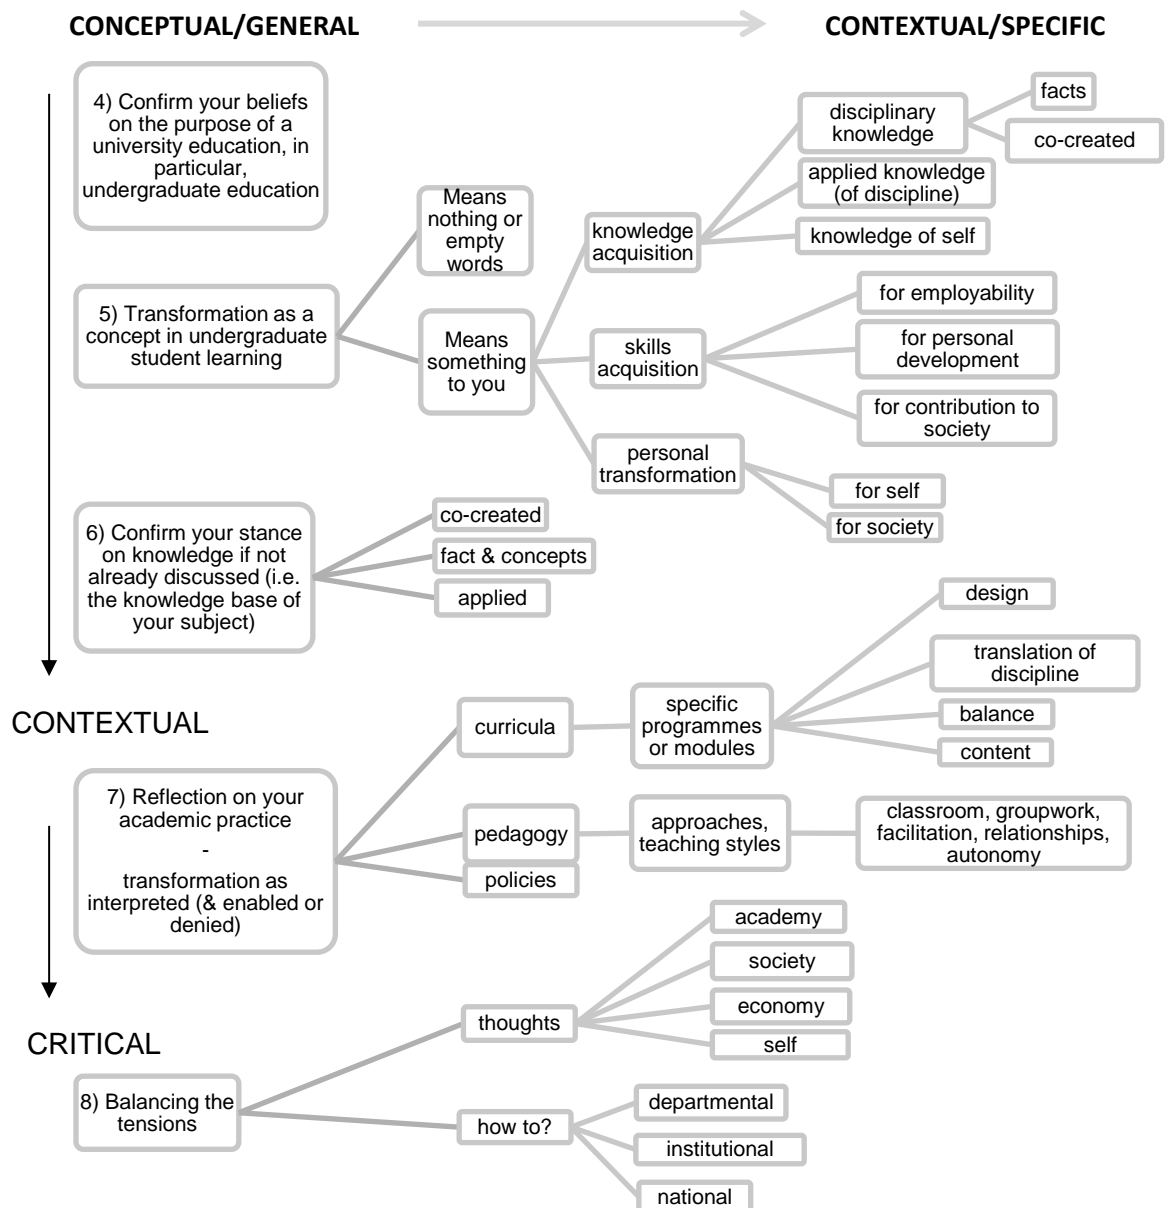 CONCEPTUAL/GENERAL
CONTEXTUAL/SPECIFIC
4) Confirm your beliefs
on the purpose of a
university education, in
particular,
undergraduate education
5) Transformation as a
concept in undergraduate
student learning
Means
nothing or
empty
words
Means
something
to you
knowledge
acquisition
disciplinary
knowledge
facts
co-created
applied knowledge
(of discipline)
knowledge of self
skills
acquisition
for employability
for personal
development
for contribution to
society
personal
transformation
for self
for society
6) Confirm your stance
on knowledge if not
already discussed (i.e.
the knowledge base of
your subject)
co-created
fact & concepts
applied
CONTEXTUAL
7) Reflection on your
academic practice
-
transformation as
interpreted (& enabled or
denied)
curricula
specific
programmes
or modules
design
translation of
discipline
balance
content
pedagogy
approaches,
teaching styles
classroom, groupwork,
facilitation, relationships,
autonomy
policies
CRITICAL
8) Balancing the
tensions
thoughts
academy
society
economy
self
how to?
departmental
institutional
national